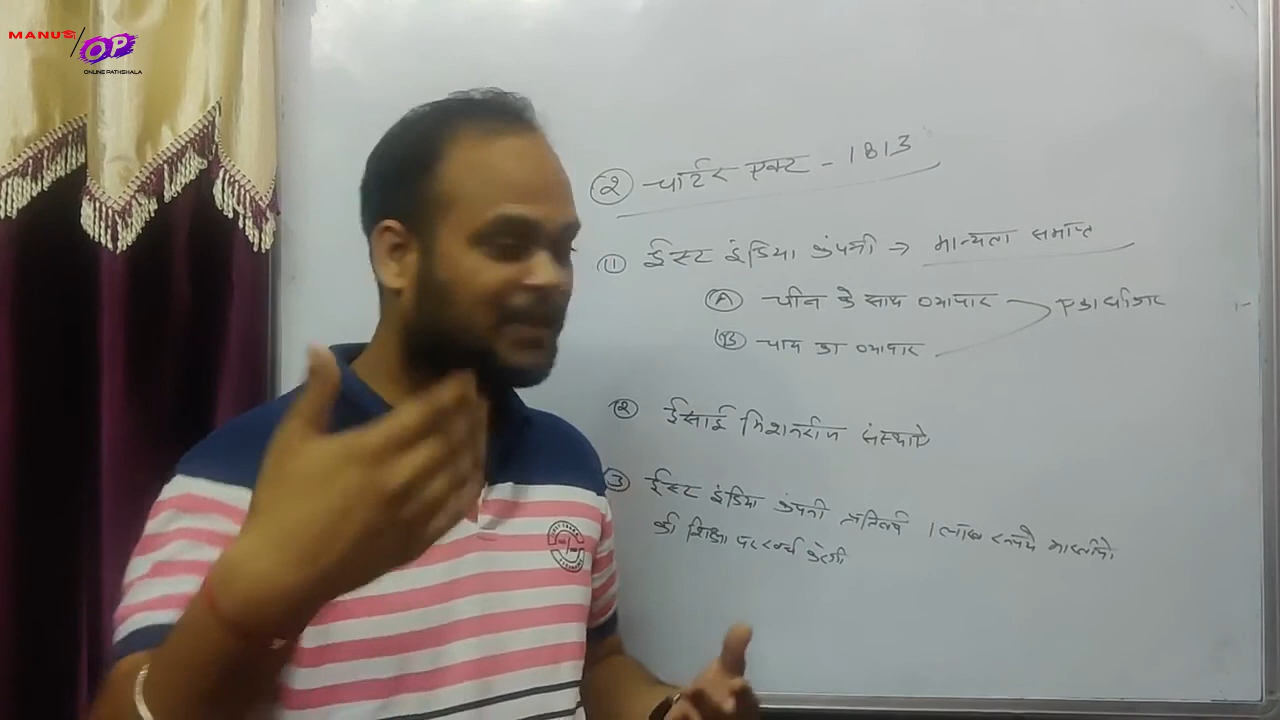 MANUS
OP
ONLINE PATHSHALA
② चार्टर एक्ट - 1813
① ईस्ट इंडिया कंपनी → मान्यता समाप्त
Ⓐ चीन के साथ व्यापार
एकाधिकार
Ⓑ चाय का व्यापार
② ईसाई मिशनरीज संस्थाऐ
③ ईस्ट इंडिया कंपनी प्रतिवर्ष 1 लाख रूपये भारतीयो
की शिक्षा पर खर्च करेगी